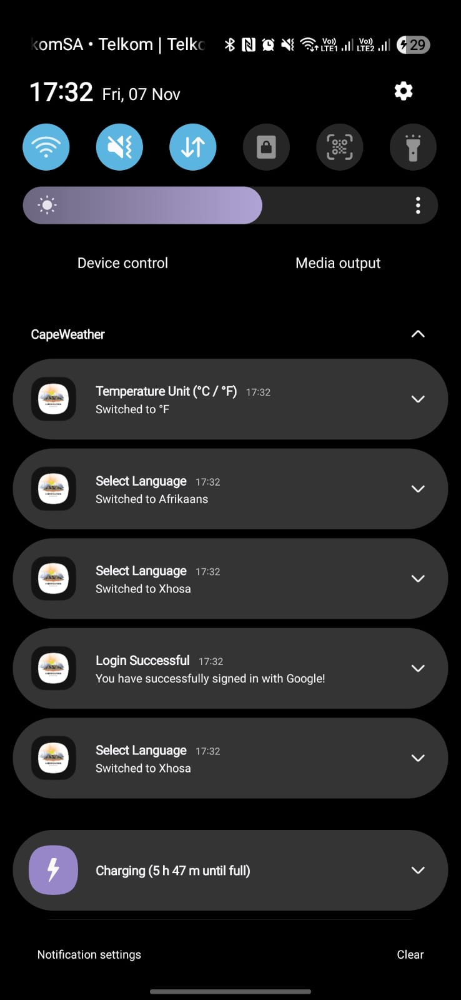 komSA • Telkom | Telko
Vo)) LTE1 Vo)) LTE2 29
17:32 Fri, 07 Nov
Device control Media output
CapeWeather
Temperature Unit (°C / °F) 17:32
Switched to °F
Select Language 17:32
Switched to Afrikaans
Select Language 17:32
Switched to Xhosa
Login Successful 17:32
You have successfully signed in with Google!
Select Language 17:32
Switched to Xhosa
Charging (5 h 47 m until full)
Notification settings Clear